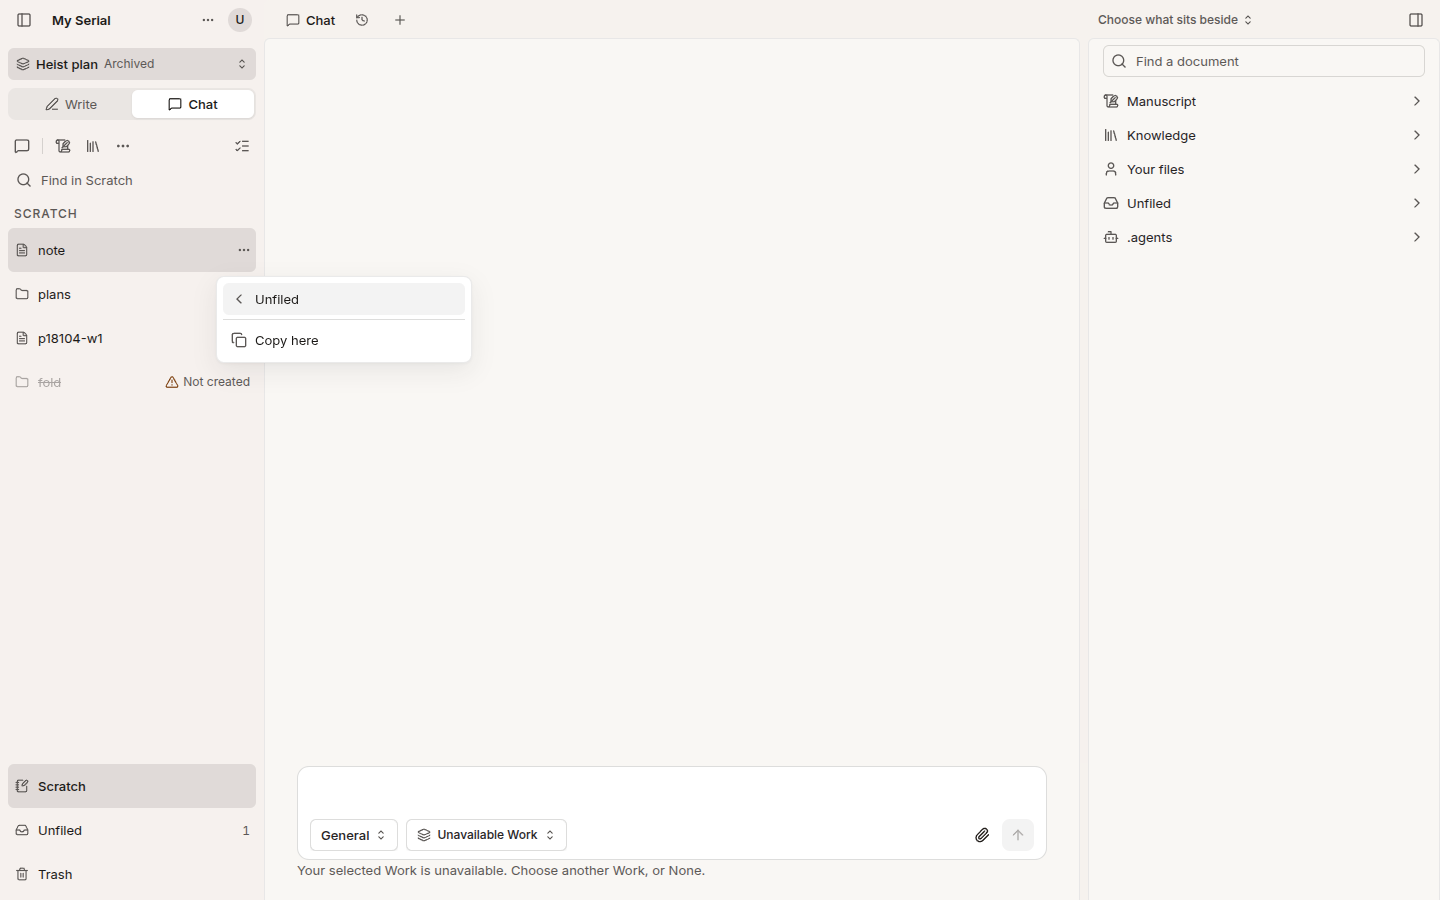 My Serial
U
Heist plan Archived
Write
Chat
Find in Scratch
SCRATCH
note
plans
p18104-w1
fold
Not created
Scratch
Unfiled
1
Trash
Chat
Unfiled
Copy here
General
Unavailable Work
Your selected Work is unavailable. Choose another Work, or None.
Choose what sits beside
Find a document
Manuscript
Knowledge
Your files
Unfiled
.agents